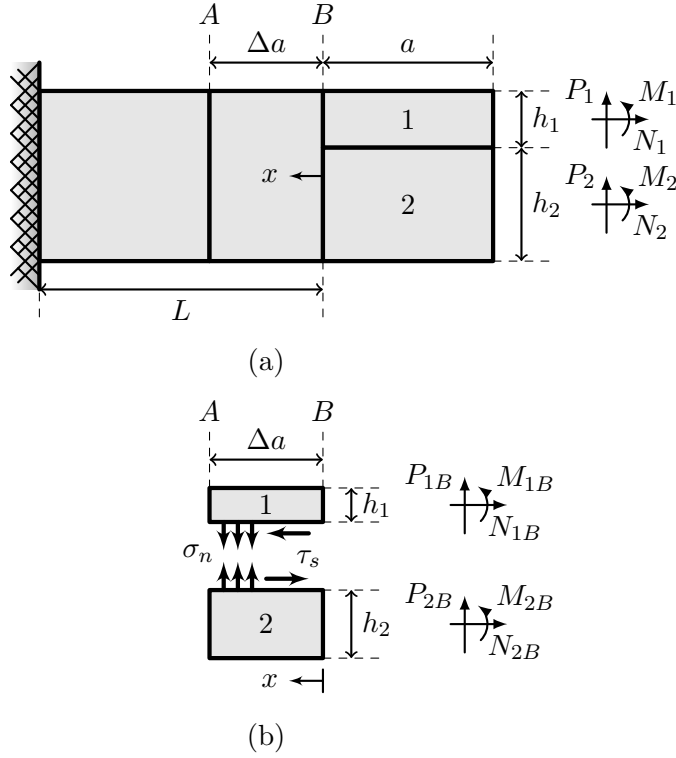 A B
Δa a
1
h₁
P₁ M₁
N₁
x
2
h₂
P₂ M₂
N₂
L
(a)
A B
Δa
1
h₁
P₁B M₁B
N₁B
σₙ τₛ
2
h₂
P₂B M₂B
N₂B
x
(b)